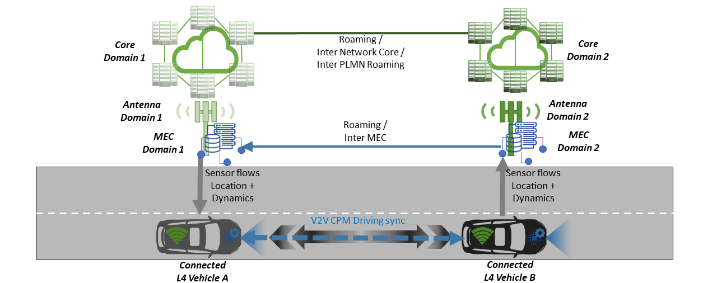 Core
Domain 1
Roaming /
Inter Network Core /
Inter PLMN Roaming
Core
Domain 2
Antenna
Domain 1
Antenna
Domain 2
MEC
Domain 1
Roaming /
Inter MEC
MEC
Domain 2
Sensor flows
Location +
Dynamics
Sensor flows
Location +
Dynamics
V2V CPM Driving sync
Connected
L4 Vehicle A
Connected
L4 Vehicle B